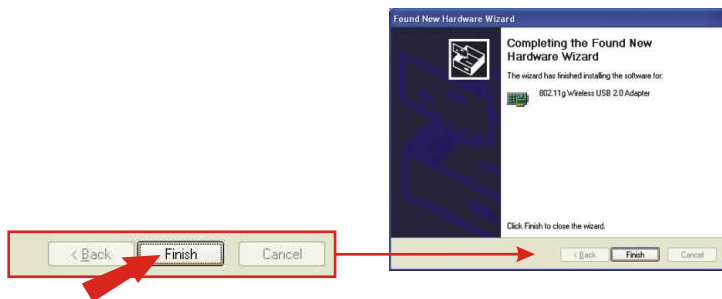 Found New Hardware Wizard
Completing the Found New
Hardware Wizard
The wizard has finished installing the software for:
802.11g Wireless USB 2.0 Adapter
Click Finish to close the wizard.
< Back Finish Cancel
< Back Finish Cancel